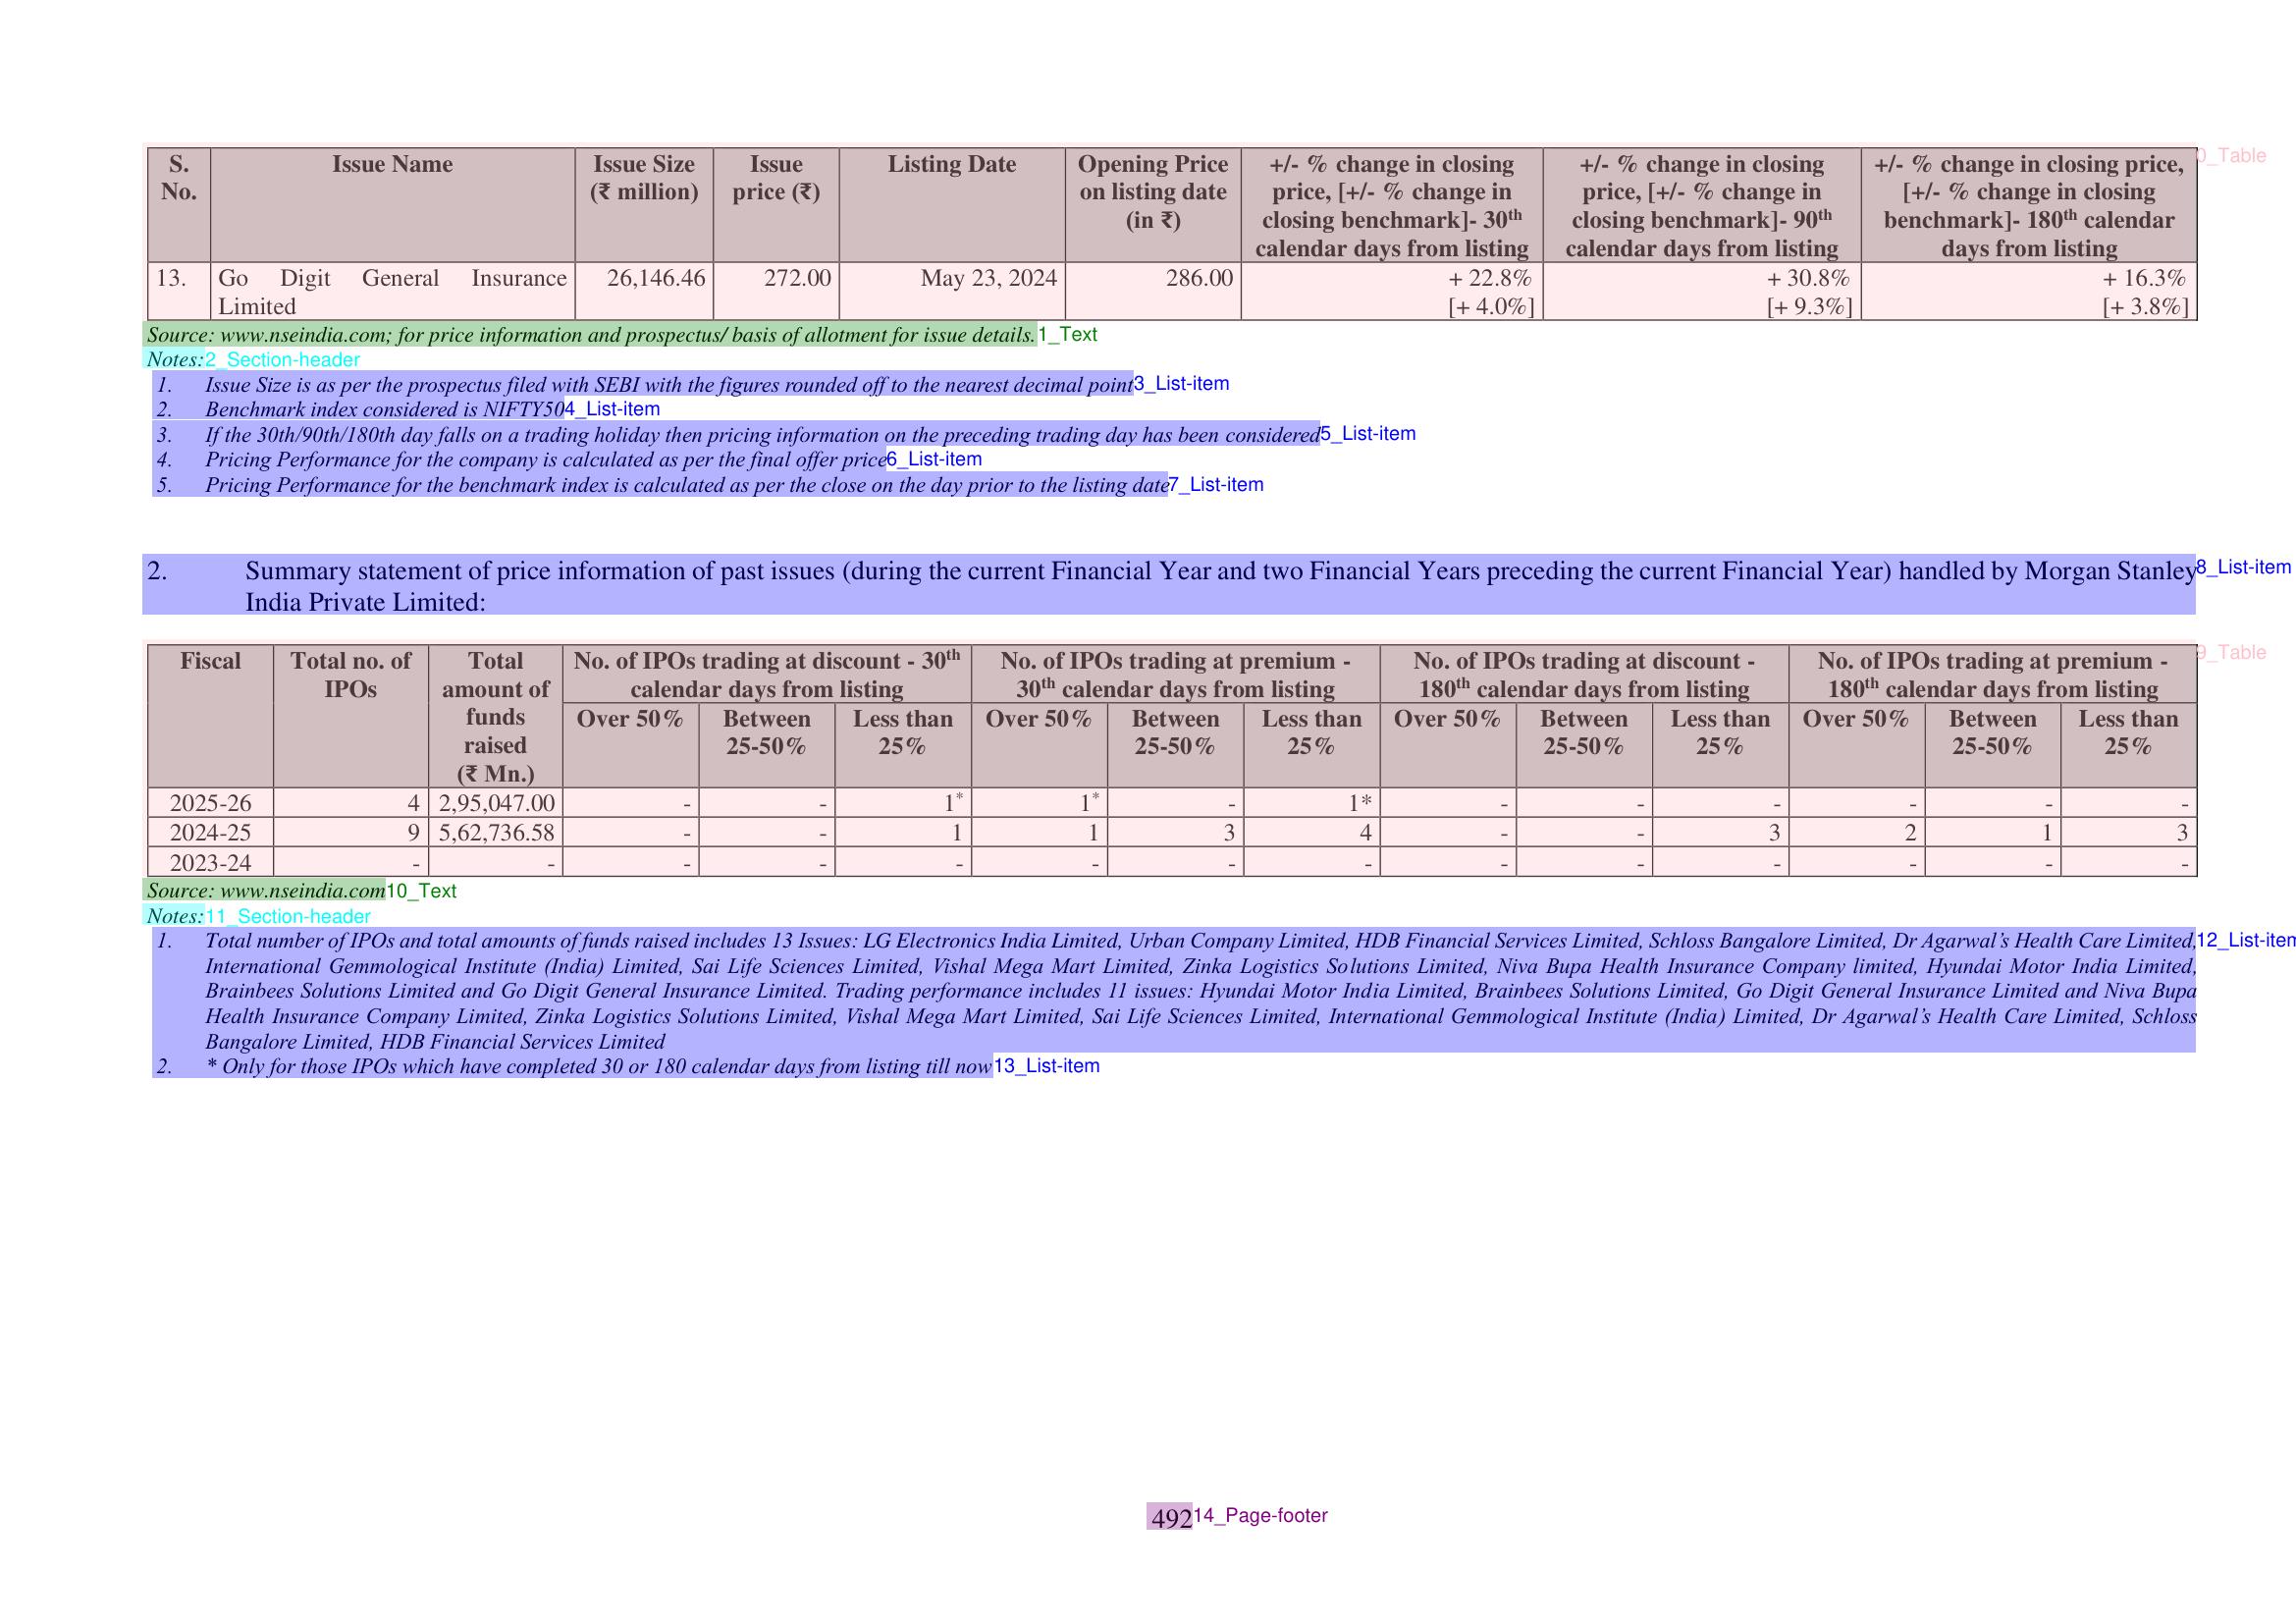 S. No. Issue Name Issue Size (₹ million) Issue price (₹) Listing Date Opening Price on listing date (in ₹) +/- % change in closing price, [+/- % change in closing benchmark]- 30th calendar days from listing +/- % change in closing price, [+/- % change in closing benchmark]- 90th calendar days from listing +/- % change in closing price, [+/- % change in closing benchmark]- 180th calendar days from listing
0_Table
13. Go Digit General Insurance Limited 26,146.46 272.00 May 23, 2024 286.00 + 22.8% [+ 4.0%] + 30.8% [+ 9.3%] + 16.3% [+ 3.8%]
Source: www.nseindia.com; for price information and prospectus/ basis of allotment for issue details. 1_Text
Notes: 2_Section-header
1. Issue Size is as per the prospectus filed with SEBI with the figures rounded off to the nearest decimal point 3_List-item
2. Benchmark index considered is NIFTY50 4_List-item
3. If the 30th/90th/180th day falls on a trading holiday then pricing information on the preceding trading day has been considered 5_List-item
4. Pricing Performance for the company is calculated as per the final offer price 6_List-item
5. Pricing Performance for the benchmark index is calculated as per the close on the day prior to the listing date 7_List-item
2. Summary statement of price information of past issues (during the current Financial Year and two Financial Years preceding the current Financial Year) handled by Morgan Stanley 8_List-item
India Private Limited:
Fiscal Total no. of IPOs Total amount of funds raised (₹ Mn.) No. of IPOs trading at discount - 30th calendar days from listing No. of IPOs trading at premium - 30th calendar days from listing No. of IPOs trading at discount - 180th calendar days from listing No. of IPOs trading at premium - 180th calendar days from listing
9_Table
Over 50% Between 25-50% Less than 25% Over 50% Between 25-50% Less than 25% Over 50% Between 25-50% Less than 25% Over 50% Between 25-50% Less than 25%
2025-26 4 2,95,047.00 - - 1* 1* - 1* - - - - - -
2024-25 9 5,62,736.58 - - 1 1 3 4 - - 3 2 1 3
2023-24 - - - - - - - - - - - - - -
Source: www.nseindia.com 10_Text
Notes: 11_Section-header
1. Total number of IPOs and total amounts of funds raised includes 13 Issues: LG Electronics India Limited, Urban Company Limited, HDB Financial Services Limited, Schloss Bangalore Limited, Dr Agarwal’s Health Care Limited, 12_List-item
International Gemmological Institute (India) Limited, Sai Life Sciences Limited, Vishal Mega Mart Limited, Zinka Logistics Solutions Limited, Niva Bupa Health Insurance Company limited, Hyundai Motor India Limited,
Brainbees Solutions Limited and Go Digit General Insurance Limited. Trading performance includes 11 issues: Hyundai Motor India Limited, Brainbees Solutions Limited, Go Digit General Insurance Limited and Niva Bupa
Health Insurance Company Limited, Zinka Logistics Solutions Limited, Vishal Mega Mart Limited, Sai Life Sciences Limited, International Gemmological Institute (India) Limited, Dr Agarwal’s Health Care Limited, Schloss
Bangalore Limited, HDB Financial Services Limited
2. * Only for those IPOs which have completed 30 or 180 calendar days from listing till now 13_List-item
492 14_Page-footer